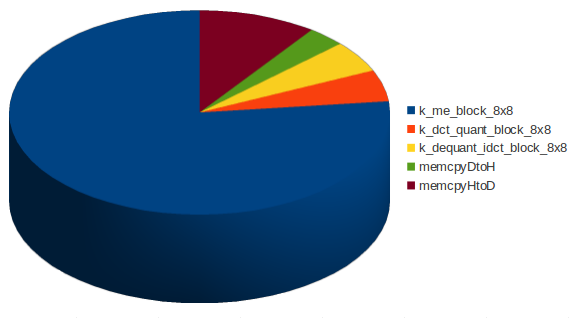 k_me_block_8x8
k_dct_quant_block_8x8
k_dequant_idct_block_8x8
memcpyDtoH
memcpyHtoD